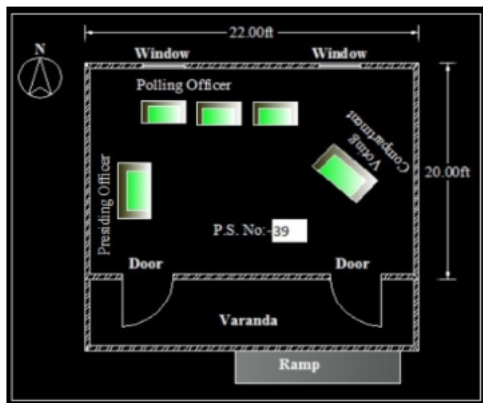 22.00ft
N
Window
Window
Polling Officer
Voting
Compartment
20.00ft
Presiding Officer
P.S. No:-39
Door
Door
Varanda
Ramp